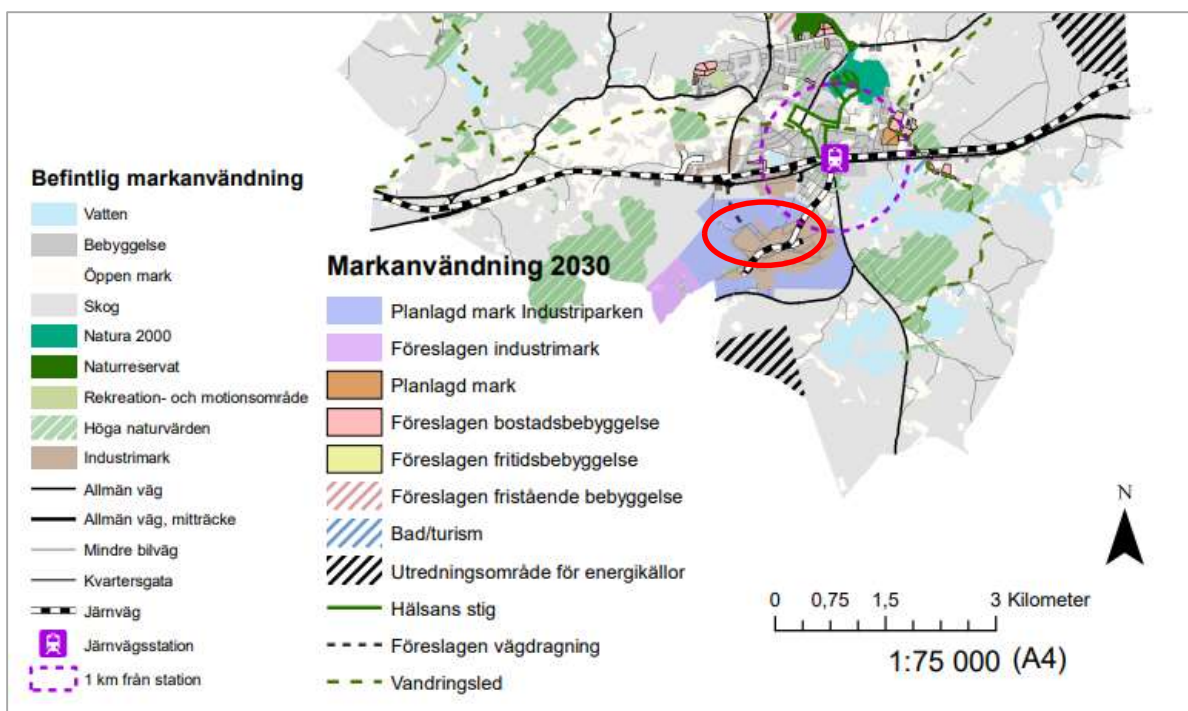 Befintlig markanvändning
Vatten
Bebyggelse
Öppen mark
Skog
Natura 2000
Naturreservat
Rekreation- och motionsområde
Höga naturvärden
Industrimark
Allmän väg
Allmän väg, mitträcke
Mindre bilväg
Kvartersgata
Järnväg
Järnvägsstation
1 km från station
Markanvändning 2030
Planlagd mark Industriparken
Föreslagen industrimark
Planlagd mark
Föreslagen bostadsbebyggelse
Föreslagen fritidsbebyggelse
Föreslagen fristående bebyggelse
Bad/turism
Utredningsområde för energikällor
Hälsans stig
Föreslagen vägdragning
Vandringsled
N
0 0,75 1,5 3 Kilometer
1:75 000 (A4)